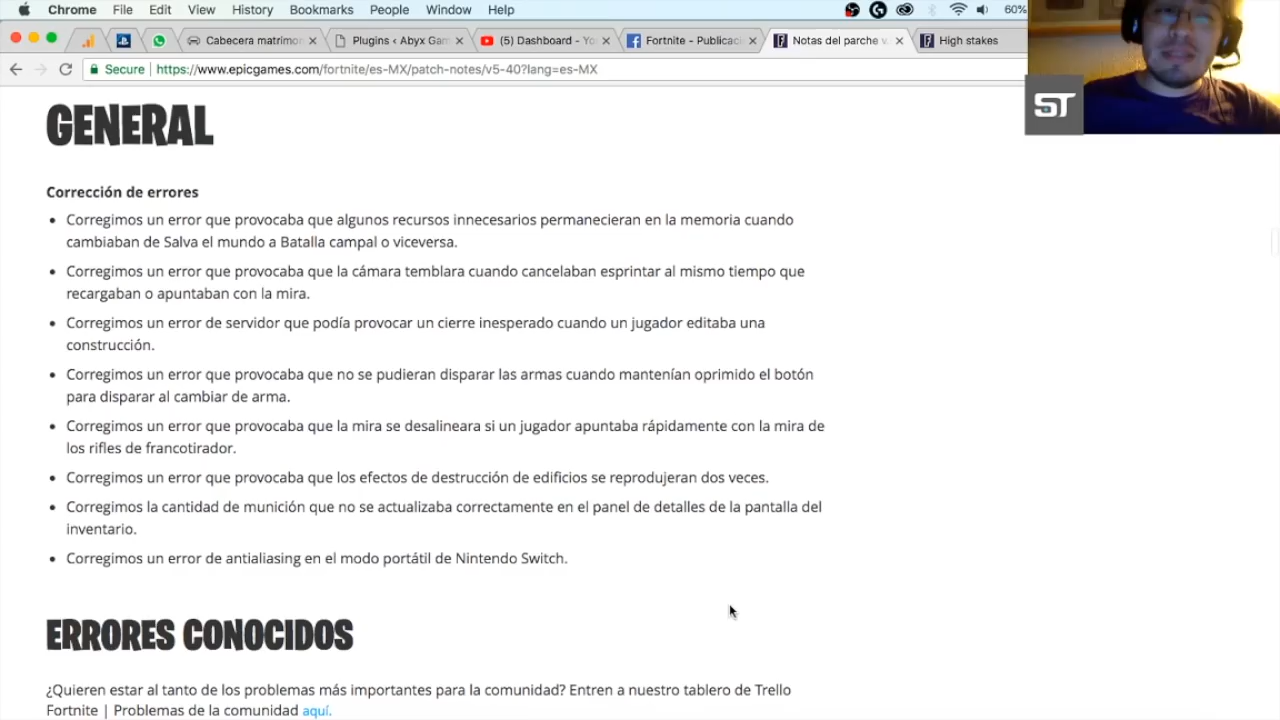 Chrome File Edit View History Bookmarks People Window Help 60%
Cabecera matrimon
Plugins ‹ Abyx Gam
(5) Dashboard - Yo
Fortnite - Publicaci
Notas del parche v.
High stakes
Secure https://www.epicgames.com/fortnite/es-MX/patch-notes/v5-40?lang=es-MX
ST
GENERAL
Corrección de errores
Corregimos un error que provocaba que algunos recursos innecesarios permanecieran en la memoria cuando
cambiaban de Salva el mundo a Batalla campal o viceversa.
Corregimos un error que provocaba que la cámara temblara cuando cancelaban esprintar al mismo tiempo que
recargaban o apuntaban con la mira.
Corregimos un error de servidor que podía provocar un cierre inesperado cuando un jugador editaba una
construcción.
Corregimos un error que provocaba que no se pudieran disparar las armas cuando mantenían oprimido el botón
para disparar al cambiar de arma.
Corregimos un error que provocaba que la mira se desalineara si un jugador apuntaba rápidamente con la mira de
los rifles de francotirador.
Corregimos un error que provocaba que los efectos de destrucción de edificios se reprodujeran dos veces.
Corregimos la cantidad de munición que no se actualizaba correctamente en el panel de detalles de la pantalla del
inventario.
Corregimos un error de antialiasing en el modo portátil de Nintendo Switch.
ERRORES CONOCIDOS
¿Quieren estar al tanto de los problemas más importantes para la comunidad? Entren a nuestro tablero de Trello
Fortnite | Problemas de la comunidad aquí.